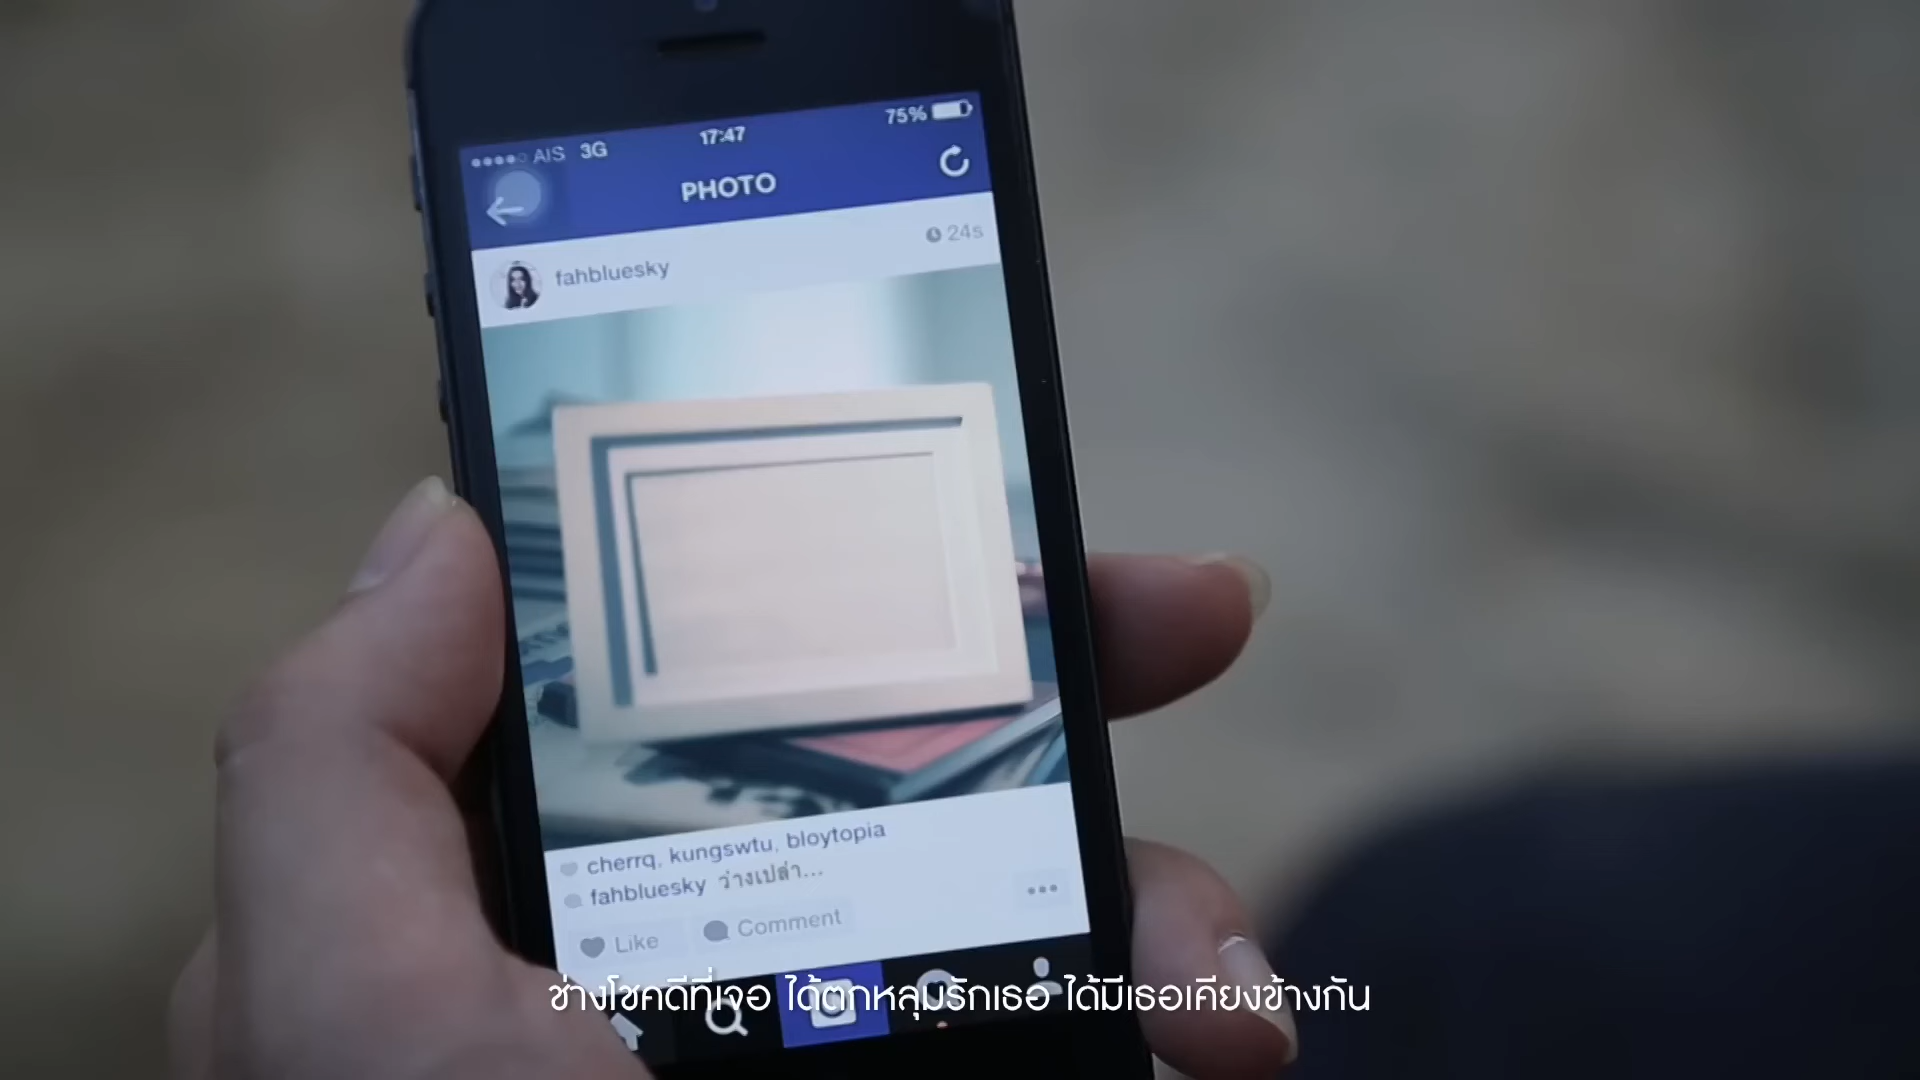 AIS 3G 17:47 75%
PHOTO
fahbluesky 24s
cherrq, kungswtu, bloytopia
fahbluesky ว่างเปล่า...
Like Comment
ช่างโชคดีที่เจอ ได้ตกหลุมรักเธอ ได้มีเธอเคียงข้างกัน